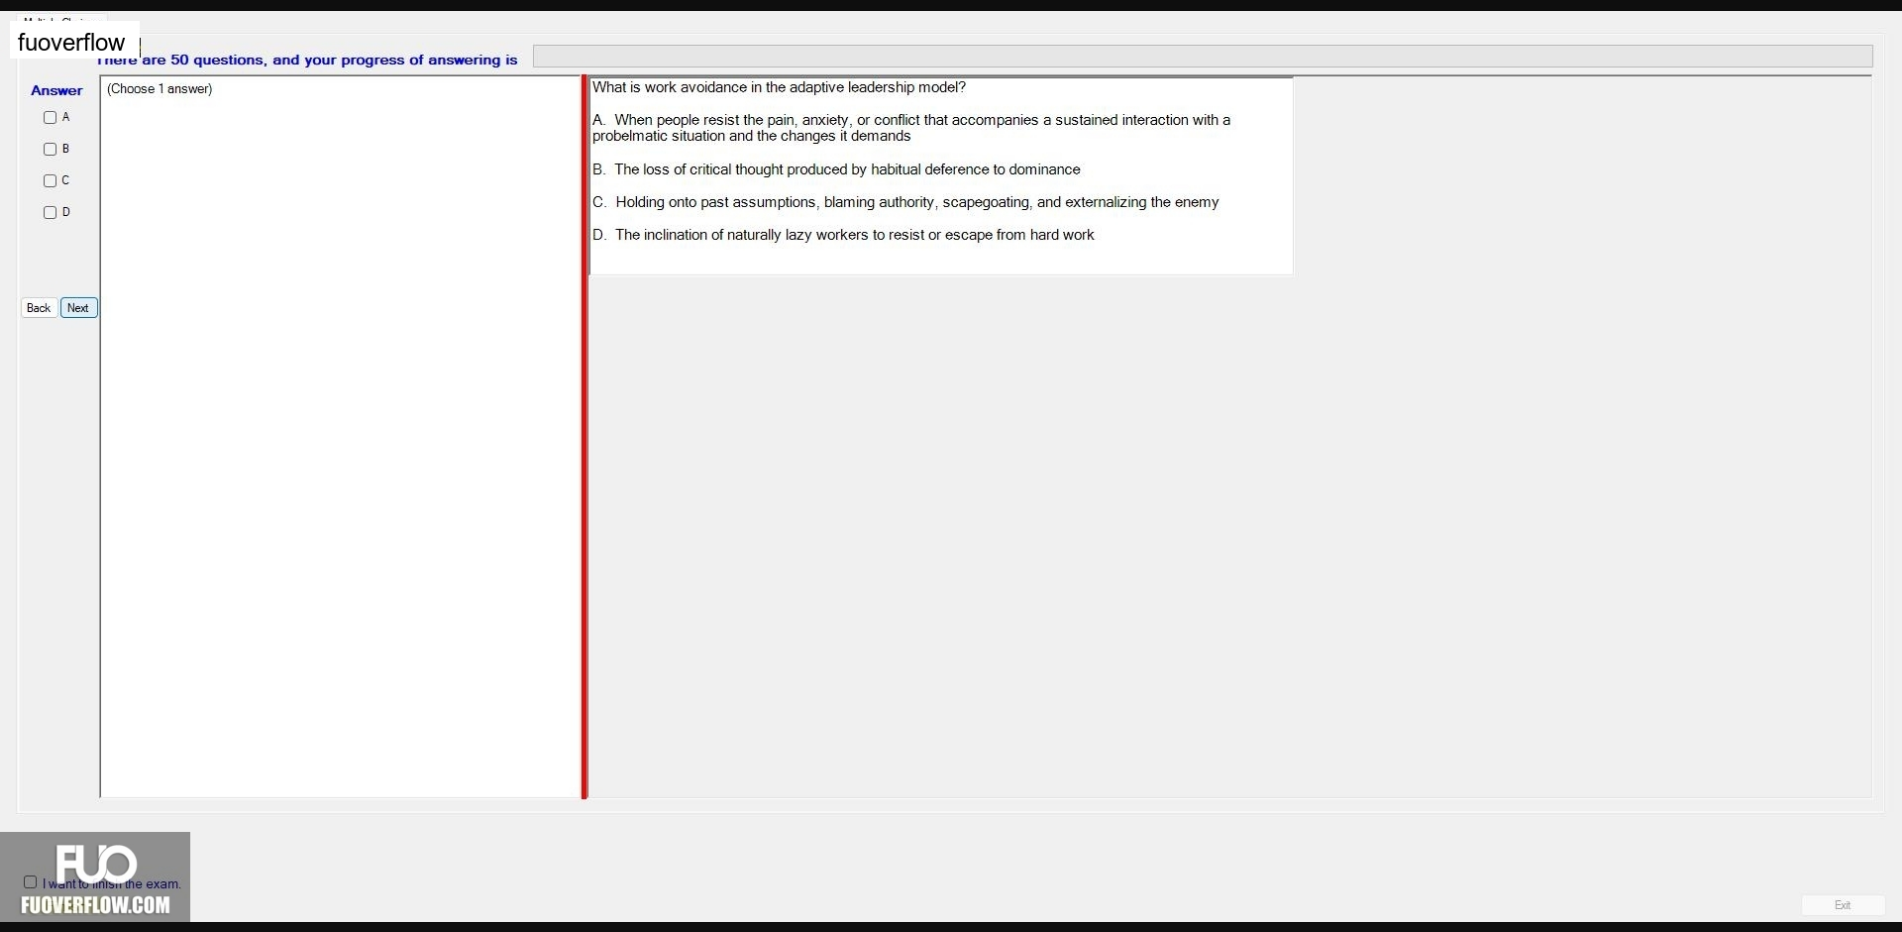 fuoverflow
There are 50 questions, and your progress of answering is
Answer
A
B
C
D
Back Next
(Choose 1 answer)
What is work avoidance in the adaptive leadership model?
A. When people resist the pain, anxiety, or conflict that accompanies a sustained interaction with a
probelmatic situation and the changes it demands
B. The loss of critical thought produced by habitual deference to dominance
C. Holding onto past assumptions, blaming authority, scapegoating, and externalizing the enemy
D. The inclination of naturally lazy workers to resist or escape from hard work
FUO
I want to finish the exam.
FUOVERFLOW.COM
Exit